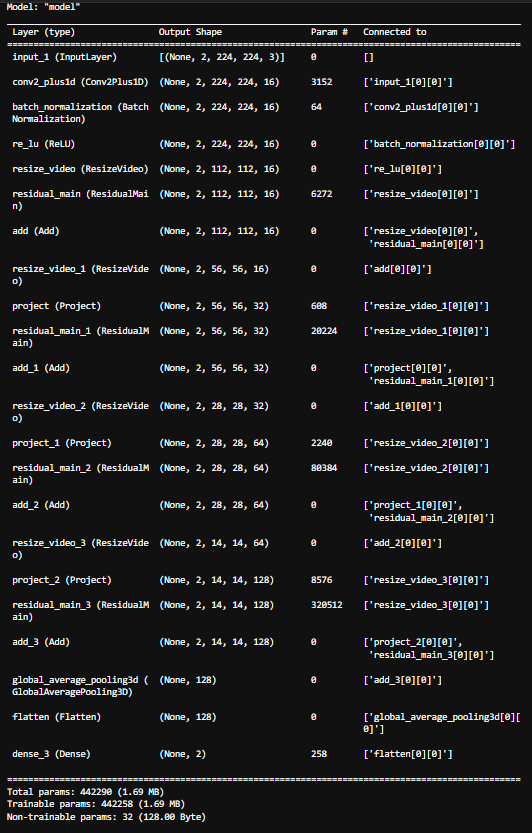 Model: "model"
Layer (type) Output Shape Param # Connected to
input_1 (InputLayer) [(None, 2, 224, 224, 3)] 0 []
conv2_plus1d (Conv2Plus1D) (None, 2, 224, 224, 16) 3152 ['input_1[0][0]']
batch_normalization (Batch (None, 2, 224, 224, 16) 64 ['conv2_plus1d[0][0]']
Normalization)
re_lu (ReLU) (None, 2, 224, 224, 16) 0 ['batch_normalization[0][0]']
resize_video (ResizeVideo) (None, 2, 112, 112, 16) 0 ['re_lu[0][0]']
residual_main (ResidualMai (None, 2, 112, 112, 16) 6272 ['resize_video[0][0]']
n)
add (Add) (None, 2, 112, 112, 16) 0 ['resize_video[0][0]',
'residual_main[0][0]']
resize_video_1 (ResizeVide (None, 2, 56, 56, 16) 0 ['add[0][0]']
o)
project (Project) (None, 2, 56, 56, 32) 608 ['resize_video_1[0][0]']
residual_main_1 (ResidualM (None, 2, 56, 56, 32) 20224 ['resize_video_1[0][0]']
ain)
add_1 (Add) (None, 2, 56, 56, 32) 0 ['project[0][0]',
'residual_main_1[0][0]']
resize_video_2 (ResizeVide (None, 2, 28, 28, 32) 0 ['add_1[0][0]']
o)
project_1 (Project) (None, 2, 28, 28, 64) 2240 ['resize_video_2[0][0]']
residual_main_2 (ResidualM (None, 2, 28, 28, 64) 80384 ['resize_video_2[0][0]']
ain)
add_2 (Add) (None, 2, 28, 28, 64) 0 ['project_1[0][0]',
'residual_main_2[0][0]']
resize_video_3 (ResizeVide (None, 2, 14, 14, 64) 0 ['add_2[0][0]']
o)
project_2 (Project) (None, 2, 14, 14, 128) 8576 ['resize_video_3[0][0]']
residual_main_3 (ResidualM (None, 2, 14, 14, 128) 320512 ['resize_video_3[0][0]']
ain)
add_3 (Add) (None, 2, 14, 14, 128) 0 ['project_2[0][0]',
'residual_main_3[0][0]']
global_average_pooling3d ( (None, 128) 0 ['add_3[0][0]']
GlobalAveragePooling3D)
flatten (Flatten) (None, 128) 0 ['global_average_pooling3d[0][
0]']
dense_3 (Dense) (None, 2) 258 ['flatten[0][0]']
Total params: 442290 (1.69 MB)
Trainable params: 442258 (1.69 MB)
Non-trainable params: 32 (128.00 Byte)